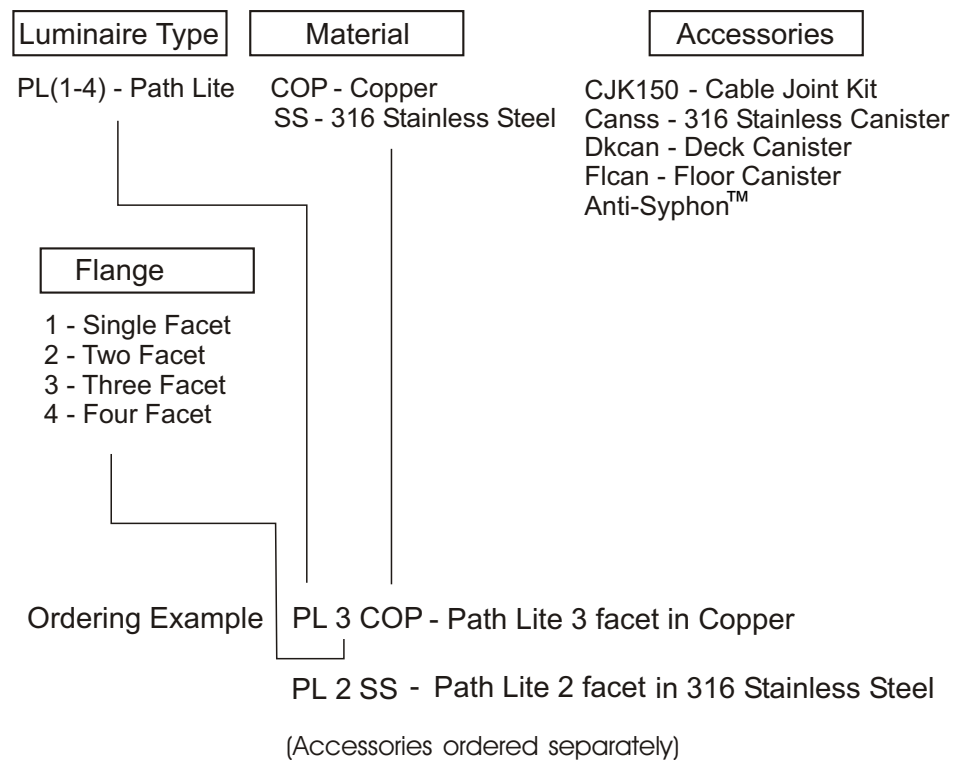 Luminaire Type
PL(1-4) - Path Lite
Material
COP - Copper
SS - 316 Stainless Steel
Accessories
CJK150 - Cable Joint Kit
Canss - 316 Stainless Canister
Dkcan - Deck Canister
Flcan - Floor Canister
Anti-Syphon™
Flange
1 - Single Facet
2 - Two Facet
3 - Three Facet
4 - Four Facet
Ordering Example PL 3 COP - Path Lite 3 facet in Copper
PL 2 SS - Path Lite 2 facet in 316 Stainless Steel
(Accessories ordered separately)